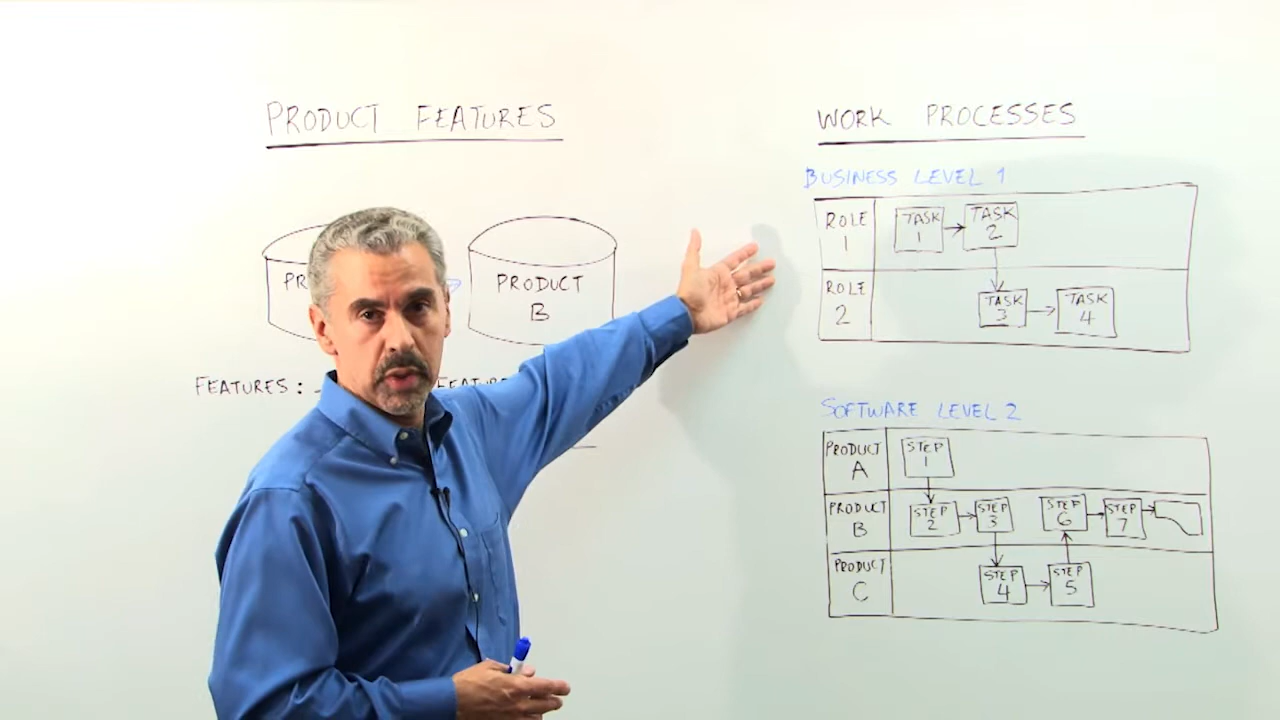 PRODUCT FEATURES
PRODUCT
B
FEATURES:
WORK PROCESSES
BUSINESS LEVEL 1
ROLE
1
TASK
1
TASK
2
ROLE
2
TASK
3
TASK
4
SOFTWARE LEVEL 2
PRODUCT
A
STEP
1
PRODUCT
B
STEP
2
STEP
3
STEP
6
STEP
7
PRODUCT
C
STEP
4
STEP
5